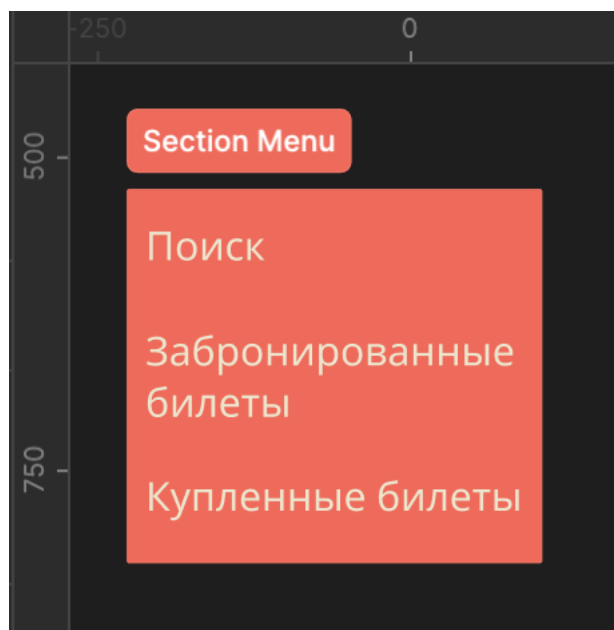 -250
0
500
Section Menu
Поиск
Забронированные
билеты
750
Купленные билеты